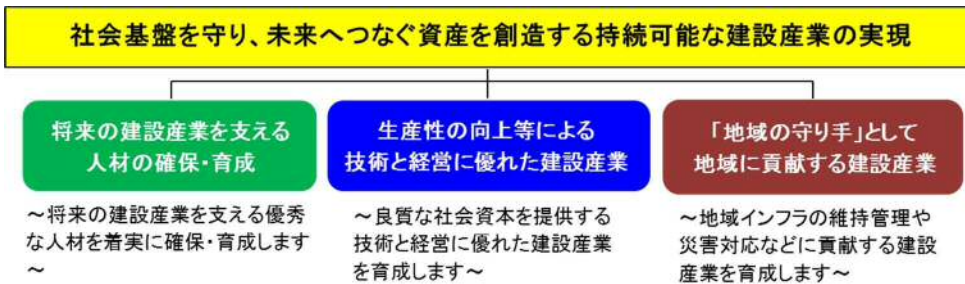 社会基盤を守り、未来へつなぐ資産を創造する持続可能な建設産業の実現
将来の建設産業を支える
人材の確保・育成
～将来の建設産業を支える優秀
な人材を着実に確保・育成します
～
生産性の向上等による
技術と経営に優れた建設産業
～良質な社会資本を提供する
技術と経営に優れた建設産業
を育成します～
「地域の守り手」として
地域に貢献する建設産業
～地域インフラの維持管理や
災害対応などに貢献する建設
産業を育成します～